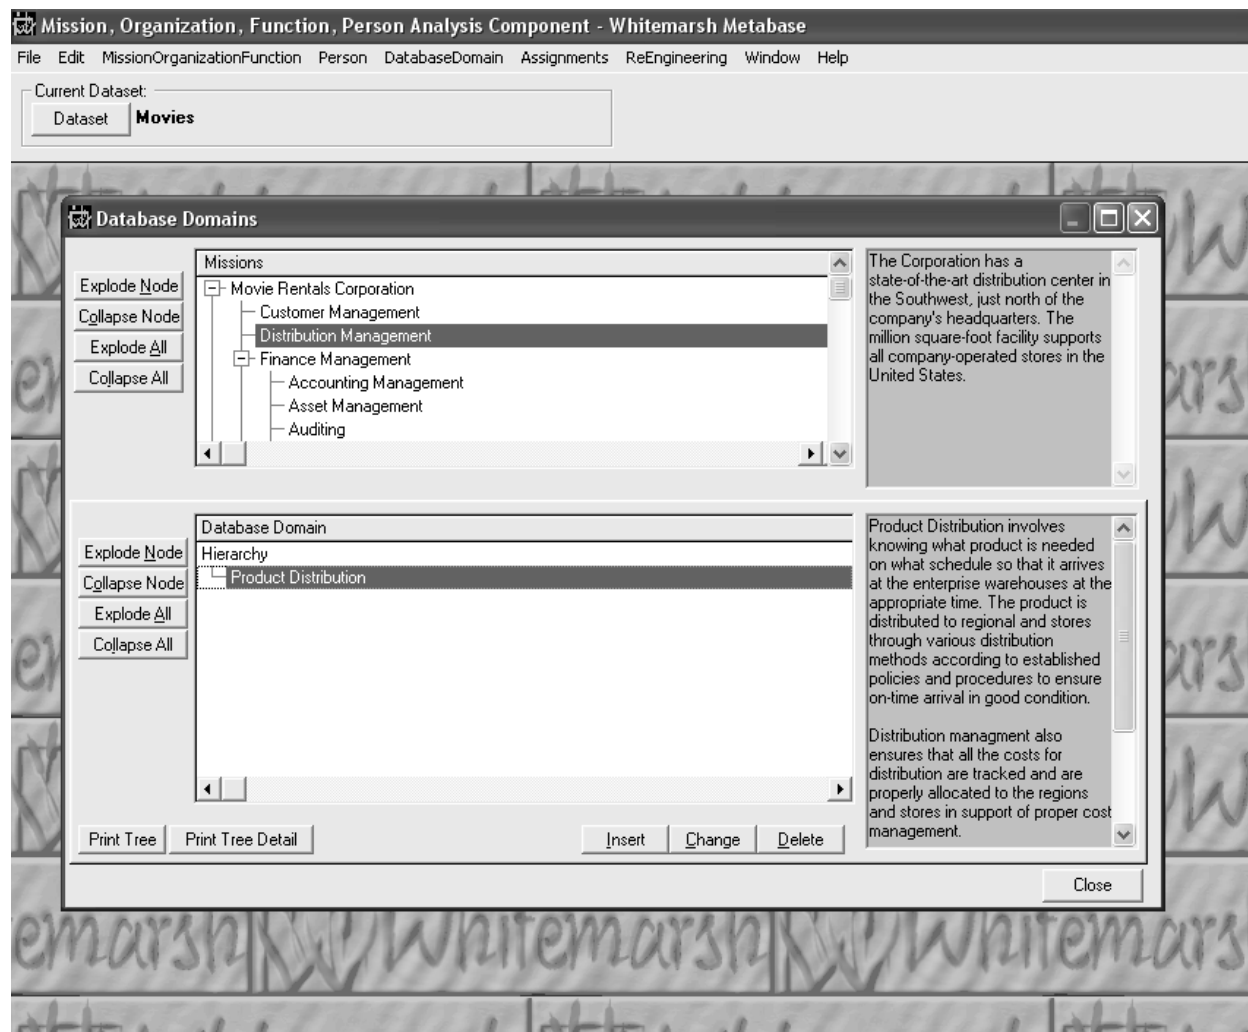 Mission, Organization, Function, Person Analysis Component - Whitemarsh Metabase
File Edit MissionOrganizationFunction Person DatabaseDomain Assignments ReEngineering Window Help
Current Dataset:
Dataset Movies
Database Domains
Explode Node
Collapse Node
Explode All
Collapse All
Missions
Movie Rentals Corporation
Customer Management
Distribution Management
Finance Management
Accounting Management
Asset Management
Auditing
The Corporation has a
state-of-the-art distribution center in
the Southwest, just north of the
company's headquarters. The
million square-foot facility supports
all company-operated stores in the
United States.
Explode Node
Collapse Node
Explode All
Collapse All
Database Domain
Hierarchy
Product Distribution
Product Distribution involves
knowing what product is needed
on what schedule so that it arrives
at the enterprise warehouses at the
appropriate time. The product is
distributed to regional and stores
through various distribution
methods according to established
policies and procedures to ensure
on-time arrival in good condition.
Distribution managment also
ensures that all the costs for
distribution are tracked and are
properly allocated to the regions
and stores in support of proper cost
management.
Print Tree Print Tree Detail Insert Change Delete
Close
emarsh Whitemarsh Whitemars